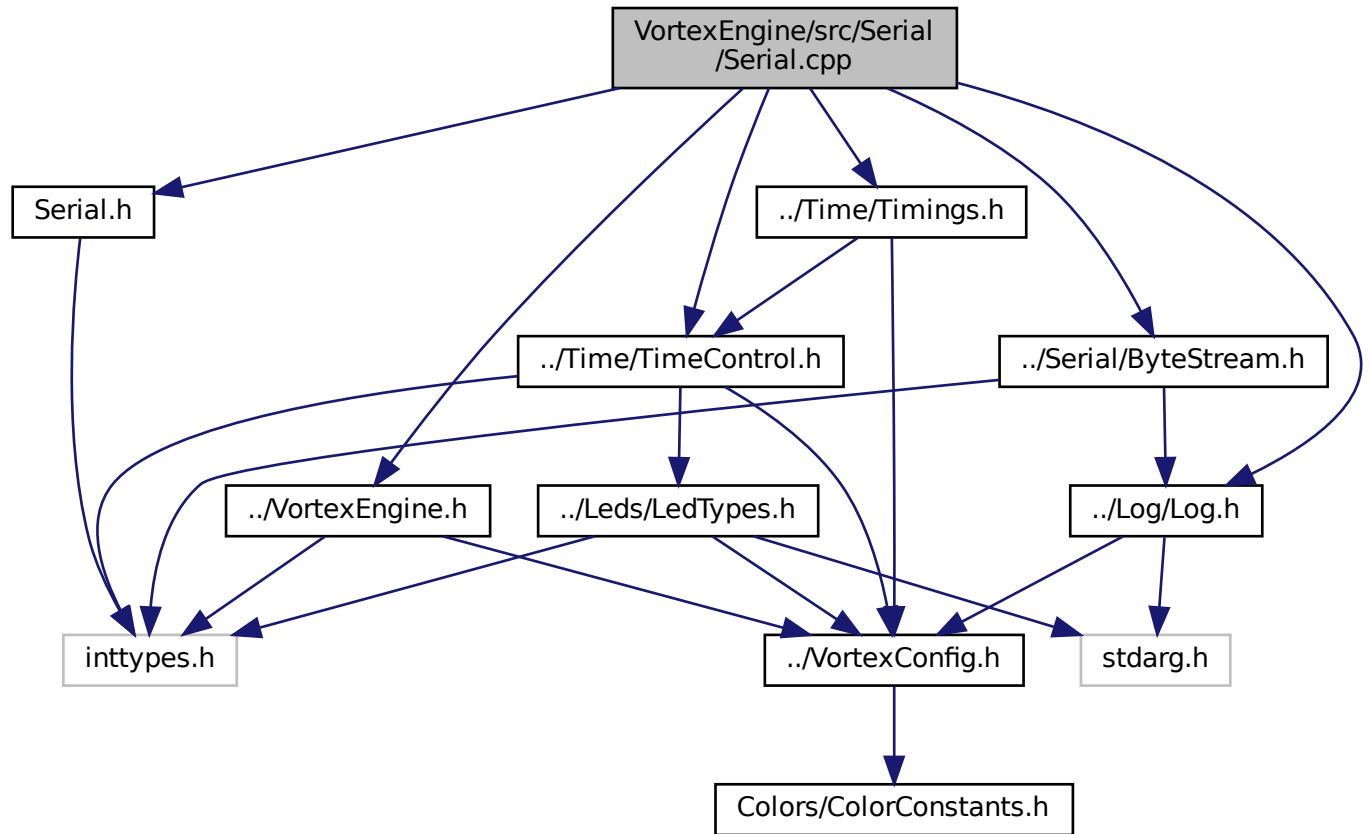 VortexEngine/src/Serial
/Serial.cpp
Serial.h
../Time/Timings.h
../Time/TimeControl.h
../Serial/ByteStream.h
../VortexEngine.h
../Leds/LedTypes.h
../Log/Log.h
inttypes.h
../VortexConfig.h
stdarg.h
Colors/ColorConstants.h